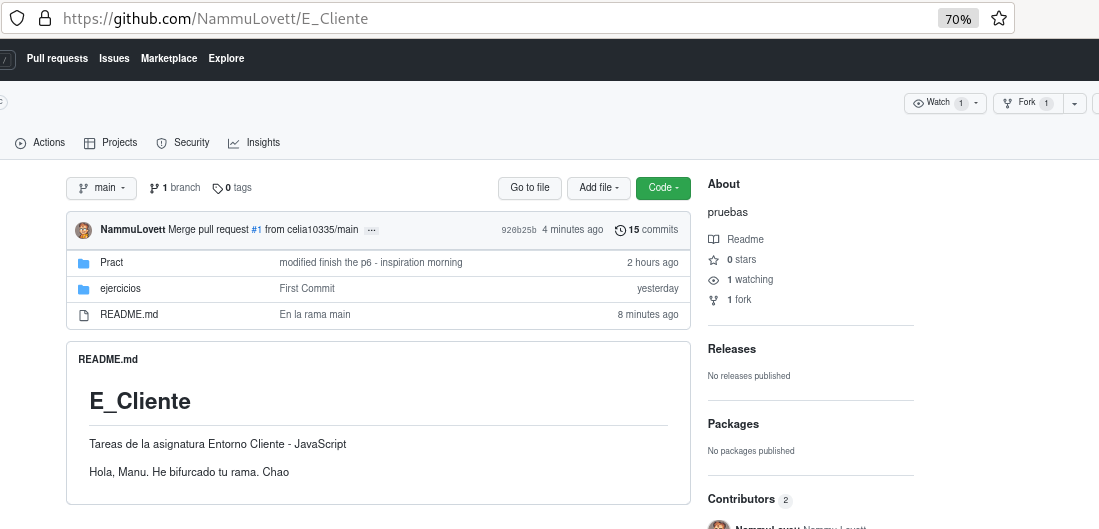 https://github.com/NammuLovett/E_Cliente 70%
/ Pull requests Issues Marketplace Explore
c Watch 1 Fork 1
Actions Projects Security Insights
main 1 branch 0 tags Go to file Add file Code
NammuLovett Merge pull request #1 from celia10335/main ... 920b25b 4 minutes ago 15 commits
Pract modified finish the p6 - inspiration morning 2 hours ago
ejercicios First Commit yesterday
README.md En la rama main 8 minutes ago
README.md
E_Cliente
Tareas de la asignatura Entorno Cliente - JavaScript
Hola, Manu. He bifurcado tu rama. Chao
About
pruebas
Readme
0 stars
1 watching
1 fork
Releases
No releases published
Packages
No packages published
Contributors 2
NammuLovett Nammu Lovett